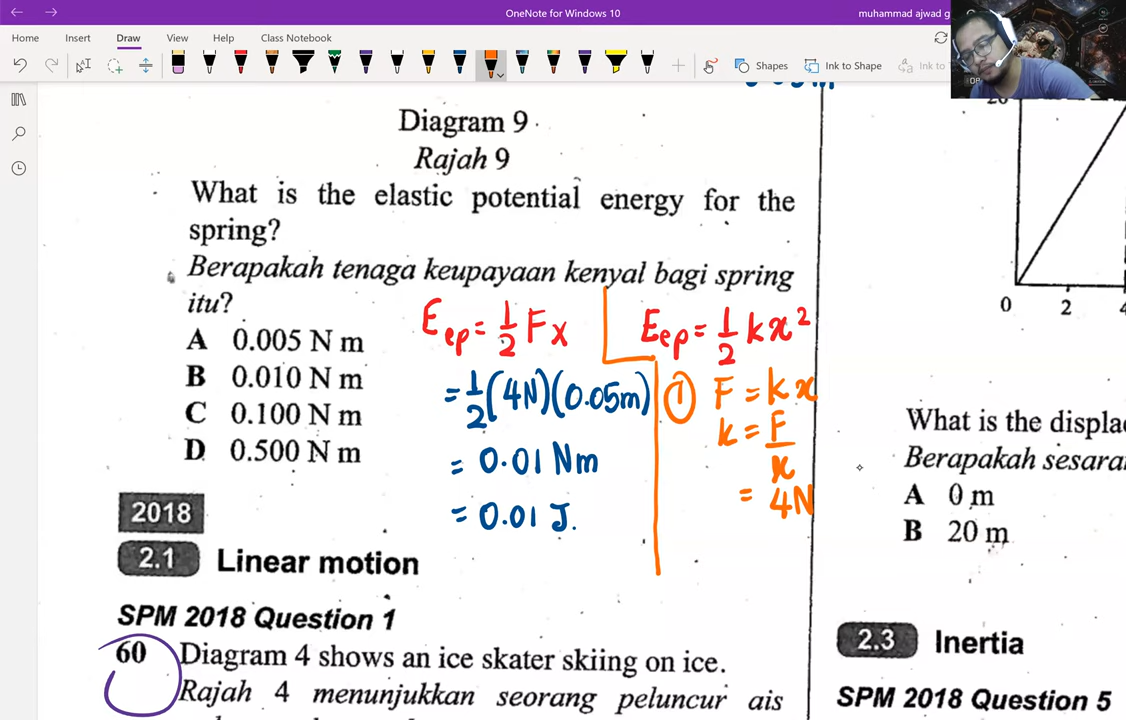 OneNote for Windows 10
muhammad ajwad g
Home Insert Draw View Help Class Notebook
Shapes
Ink to Shape
Ink to
Diagram 9
Rajah 9
What is the elastic potential energy for the
spring?
Berapakah tenaga keupayaan kenyal bagi spring
itu?
A 0.005 N m
B 0.010 N m
C 0.100 N m
D 0.500 N m
Eep = 1/2 F x
= 1/2 (4N)(0.05m)
= 0.01 Nm
= 0.01 J.
Eep = 1/2 k x²
① F = k x
k = F/x
= 4N
2018
2.1 Linear motion
SPM 2018 Question 1
60 Diagram 4 shows an ice skater skiing on ice.
Rajah 4 menunjukkan seorang peluncur ais
0 2
What is the displa
Berapakah sesara
A 0 m
B 20 m
2.3 Inertia
SPM 2018 Question 5